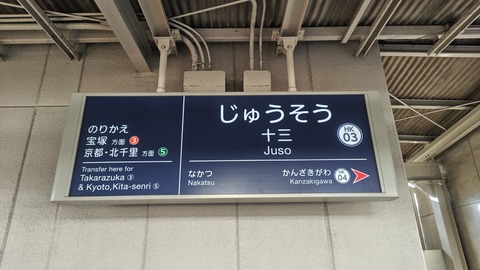 のりかえ
宝塚 方面 3
京都・北千里 方面 5
Transfer here for
Takarazuka ③
& Kyoto,Kita-senri ⑤
じゅうそう
十三
Juso
HK
03
なかつ
Nakatsu
かんざきがわ
Kanzakigawa
HK
04